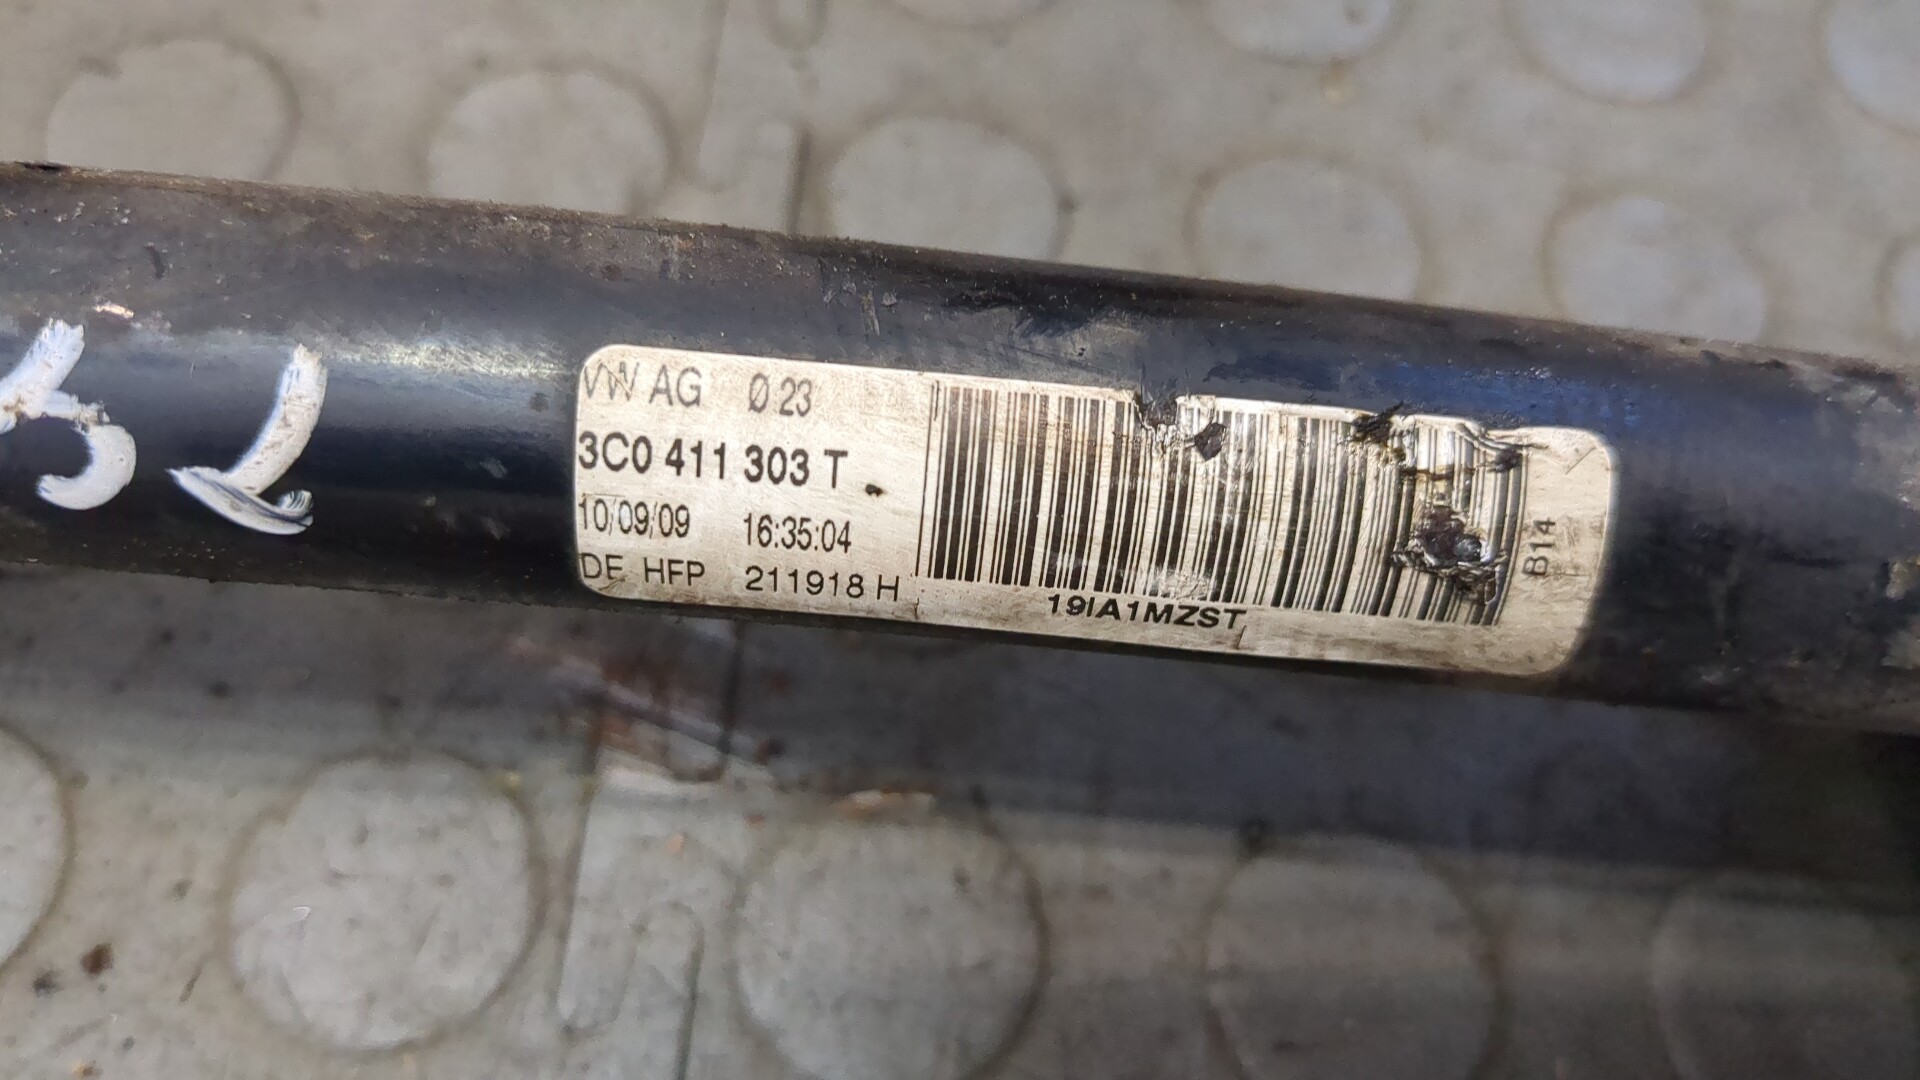 VW AG Ø 23
3C0 411 303 T
10/09/09 16:35:04
DE HFP 211918 H
19IA1MZST
B14